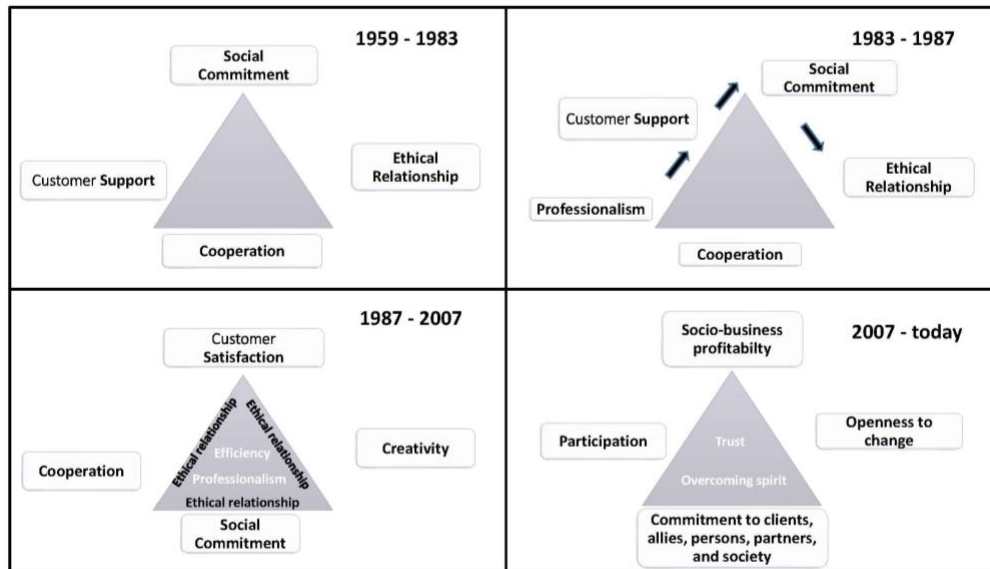 1959 - 1983
Social
Commitment
Customer Support
Ethical
Relationship
Cooperation
1983 - 1987
Social
Commitment
Customer Support
Ethical
Relationship
Professionalism
Cooperation
1987 - 2007
Customer
Satisfaction
Ethical relationship
Ethical relationship
Efficiency
Cooperation
Creativity
Professionalism
Ethical relationship
Social
Commitment
2007 - today
Socio-business
profitabilty
Participation
Trust
Openness to
change
Overcoming spirit
Commitment to clients,
allies, persons, partners,
and society